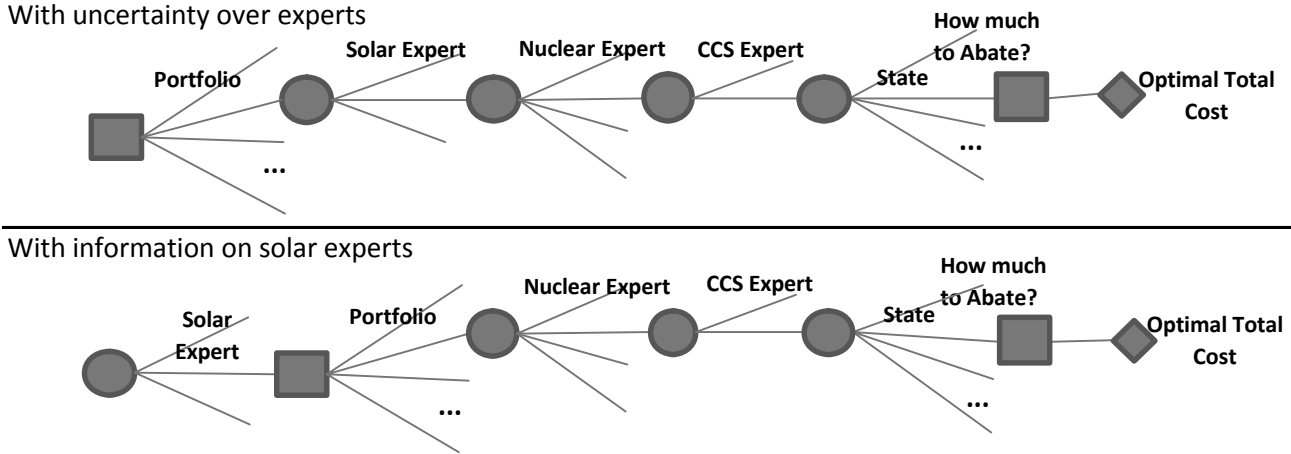 With uncertainty over experts
Portfolio
Solar Expert
Nuclear Expert
CCS Expert
State
How much
to Abate?
Optimal Total
Cost
...
...
With information on solar experts
Solar
Expert
Portfolio
Nuclear Expert
CCS Expert
State
How much
to Abate?
Optimal Total
Cost
...
...